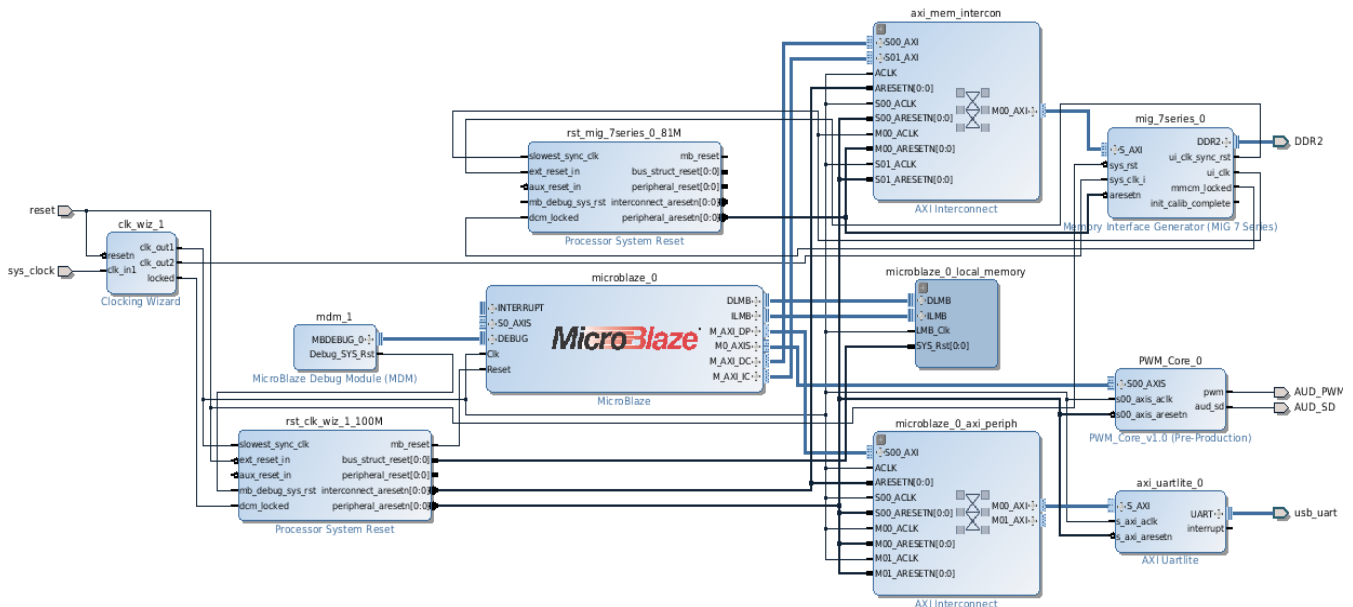 axi_mem_intercon
S00_AXI
S01_AXI
ACLK
ARESETN[0:0]
S00_ACLK
S00_ARESETN[0:0]
M00_ACLK
M00_ARESETN[0:0]
S01_ACLK
S01_ARESETN[0:0]
M00_AXI
AXI Interconnect
rst_mig_7series_0_81M
slowest_sync_clk
ext_reset_in
aux_reset_in
mb_debug_sys_rst
dcm_locked
mb_reset
bus_struct_reset[0:0]
peripheral_reset[0:0]
interconnect_aresetn[0:0]
peripheral_aresetn[0:0]
Processor System Reset
mig_7series_0
S_AXI
sys_rst
sys_clk_i
aresetn
DDR2
ui_clk_sync_rst
ui_clk
mmcm_locked
init_calib_complete
Memory Interface Generator (MIG 7 Series)
DDR2
reset
sys_clock
clk_wiz_1
resetn
clk_in1
clk_out1
clk_out2
locked
Clocking Wizard
mdm_1
MBDEBUG_0
Debug_SYS_Rst
MicroBlaze Debug Module (MDM)
microblaze_0
INTERRUPT
S0_AXIS
DEBUG
Clk
Reset
MicroBlaze
DLMB
ILMB
M_AXI_DP
M0_AXIS
M_AXI_DC
M_AXI_IC
MicroBlaze
microblaze_0_local_memory
DLMB
ILMB
LMB_Clk
SYS_Rst[0:0]
PWM_Core_0
S00_AXIS
s00_axis_aclk
s00_axis_aresetn
pwm
aud_sd
PWM_Core_v1.0 (Pre-Production)
AUD_PWM
AUD_SD
rst_clk_wiz_1_100M
slowest_sync_clk
ext_reset_in
aux_reset_in
mb_debug_sys_rst
dcm_locked
mb_reset
bus_struct_reset[0:0]
peripheral_reset[0:0]
interconnect_aresetn[0:0]
peripheral_aresetn[0:0]
Processor System Reset
microblaze_0_axi_periph
S00_AXI
ACLK
ARESETN[0:0]
S00_ACLK
S00_ARESETN[0:0]
M00_ACLK
M00_ARESETN[0:0]
M01_ACLK
M01_ARESETN[0:0]
M00_AXI
M01_AXI
AXI Interconnect
axi_uartlite_0
S_AXI
s_axi_aclk
s_axi_aresetn
UART
interrupt
AXI Uartlite
usb_uart